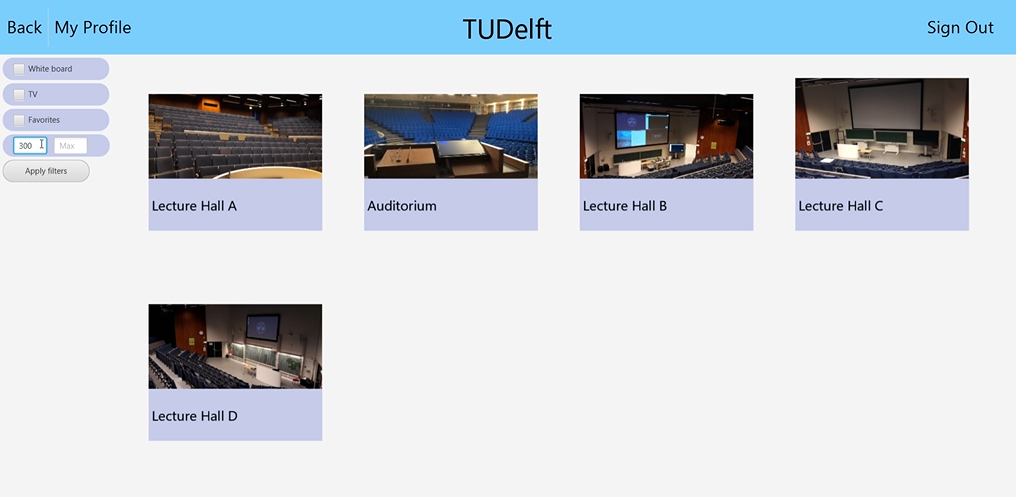 Back My Profile TUDelft Sign Out
White board
TV
Favorites
300 Max
Apply filters
Lecture Hall A
Auditorium
Lecture Hall B
Lecture Hall C
Lecture Hall D